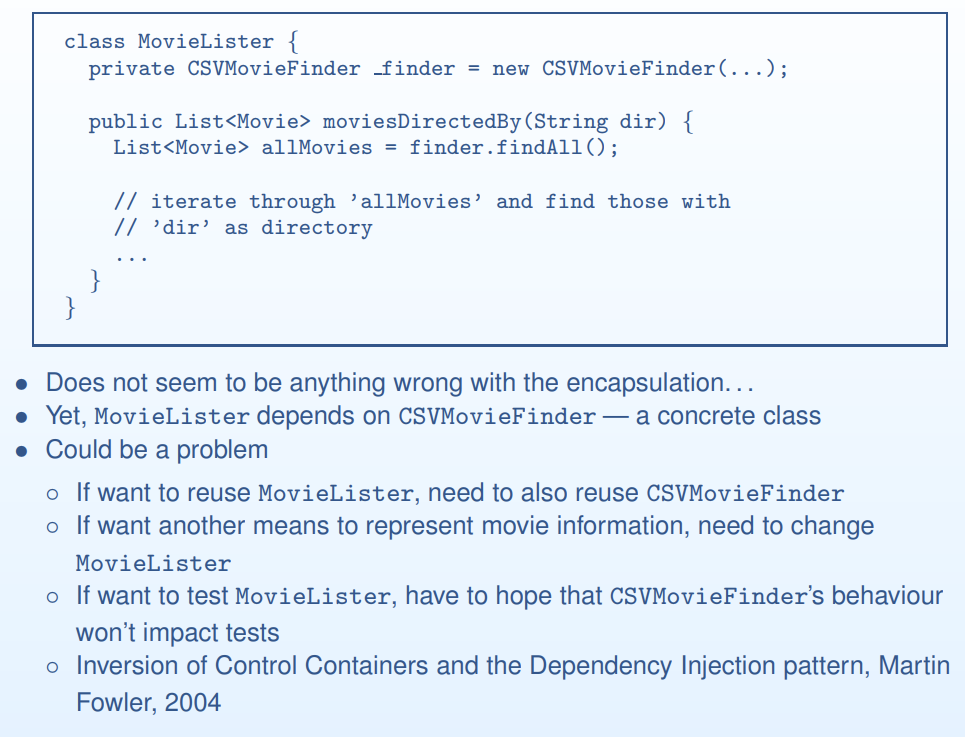 class MovieLister {
private CSVMovieFinder _finder = new CSVMovieFinder(...);
public List<Movie> moviesDirectedBy(String dir) {
List<Movie> allMovies = finder.findAll();
// iterate through ’allMovies’ and find those with
// ’dir’ as directory
...
}
}
● Does not seem to be anything wrong with the encapsulation...
● Yet, MovieLister depends on CSVMovieFinder — a concrete class
● Could be a problem
○ If want to reuse MovieLister, need to also reuse CSVMovieFinder
○ If want another means to represent movie information, need to change
MovieLister
○ If want to test MovieLister, have to hope that CSVMovieFinder’s behaviour
won’t impact tests
○ Inversion of Control Containers and the Dependency Injection pattern, Martin
Fowler, 2004